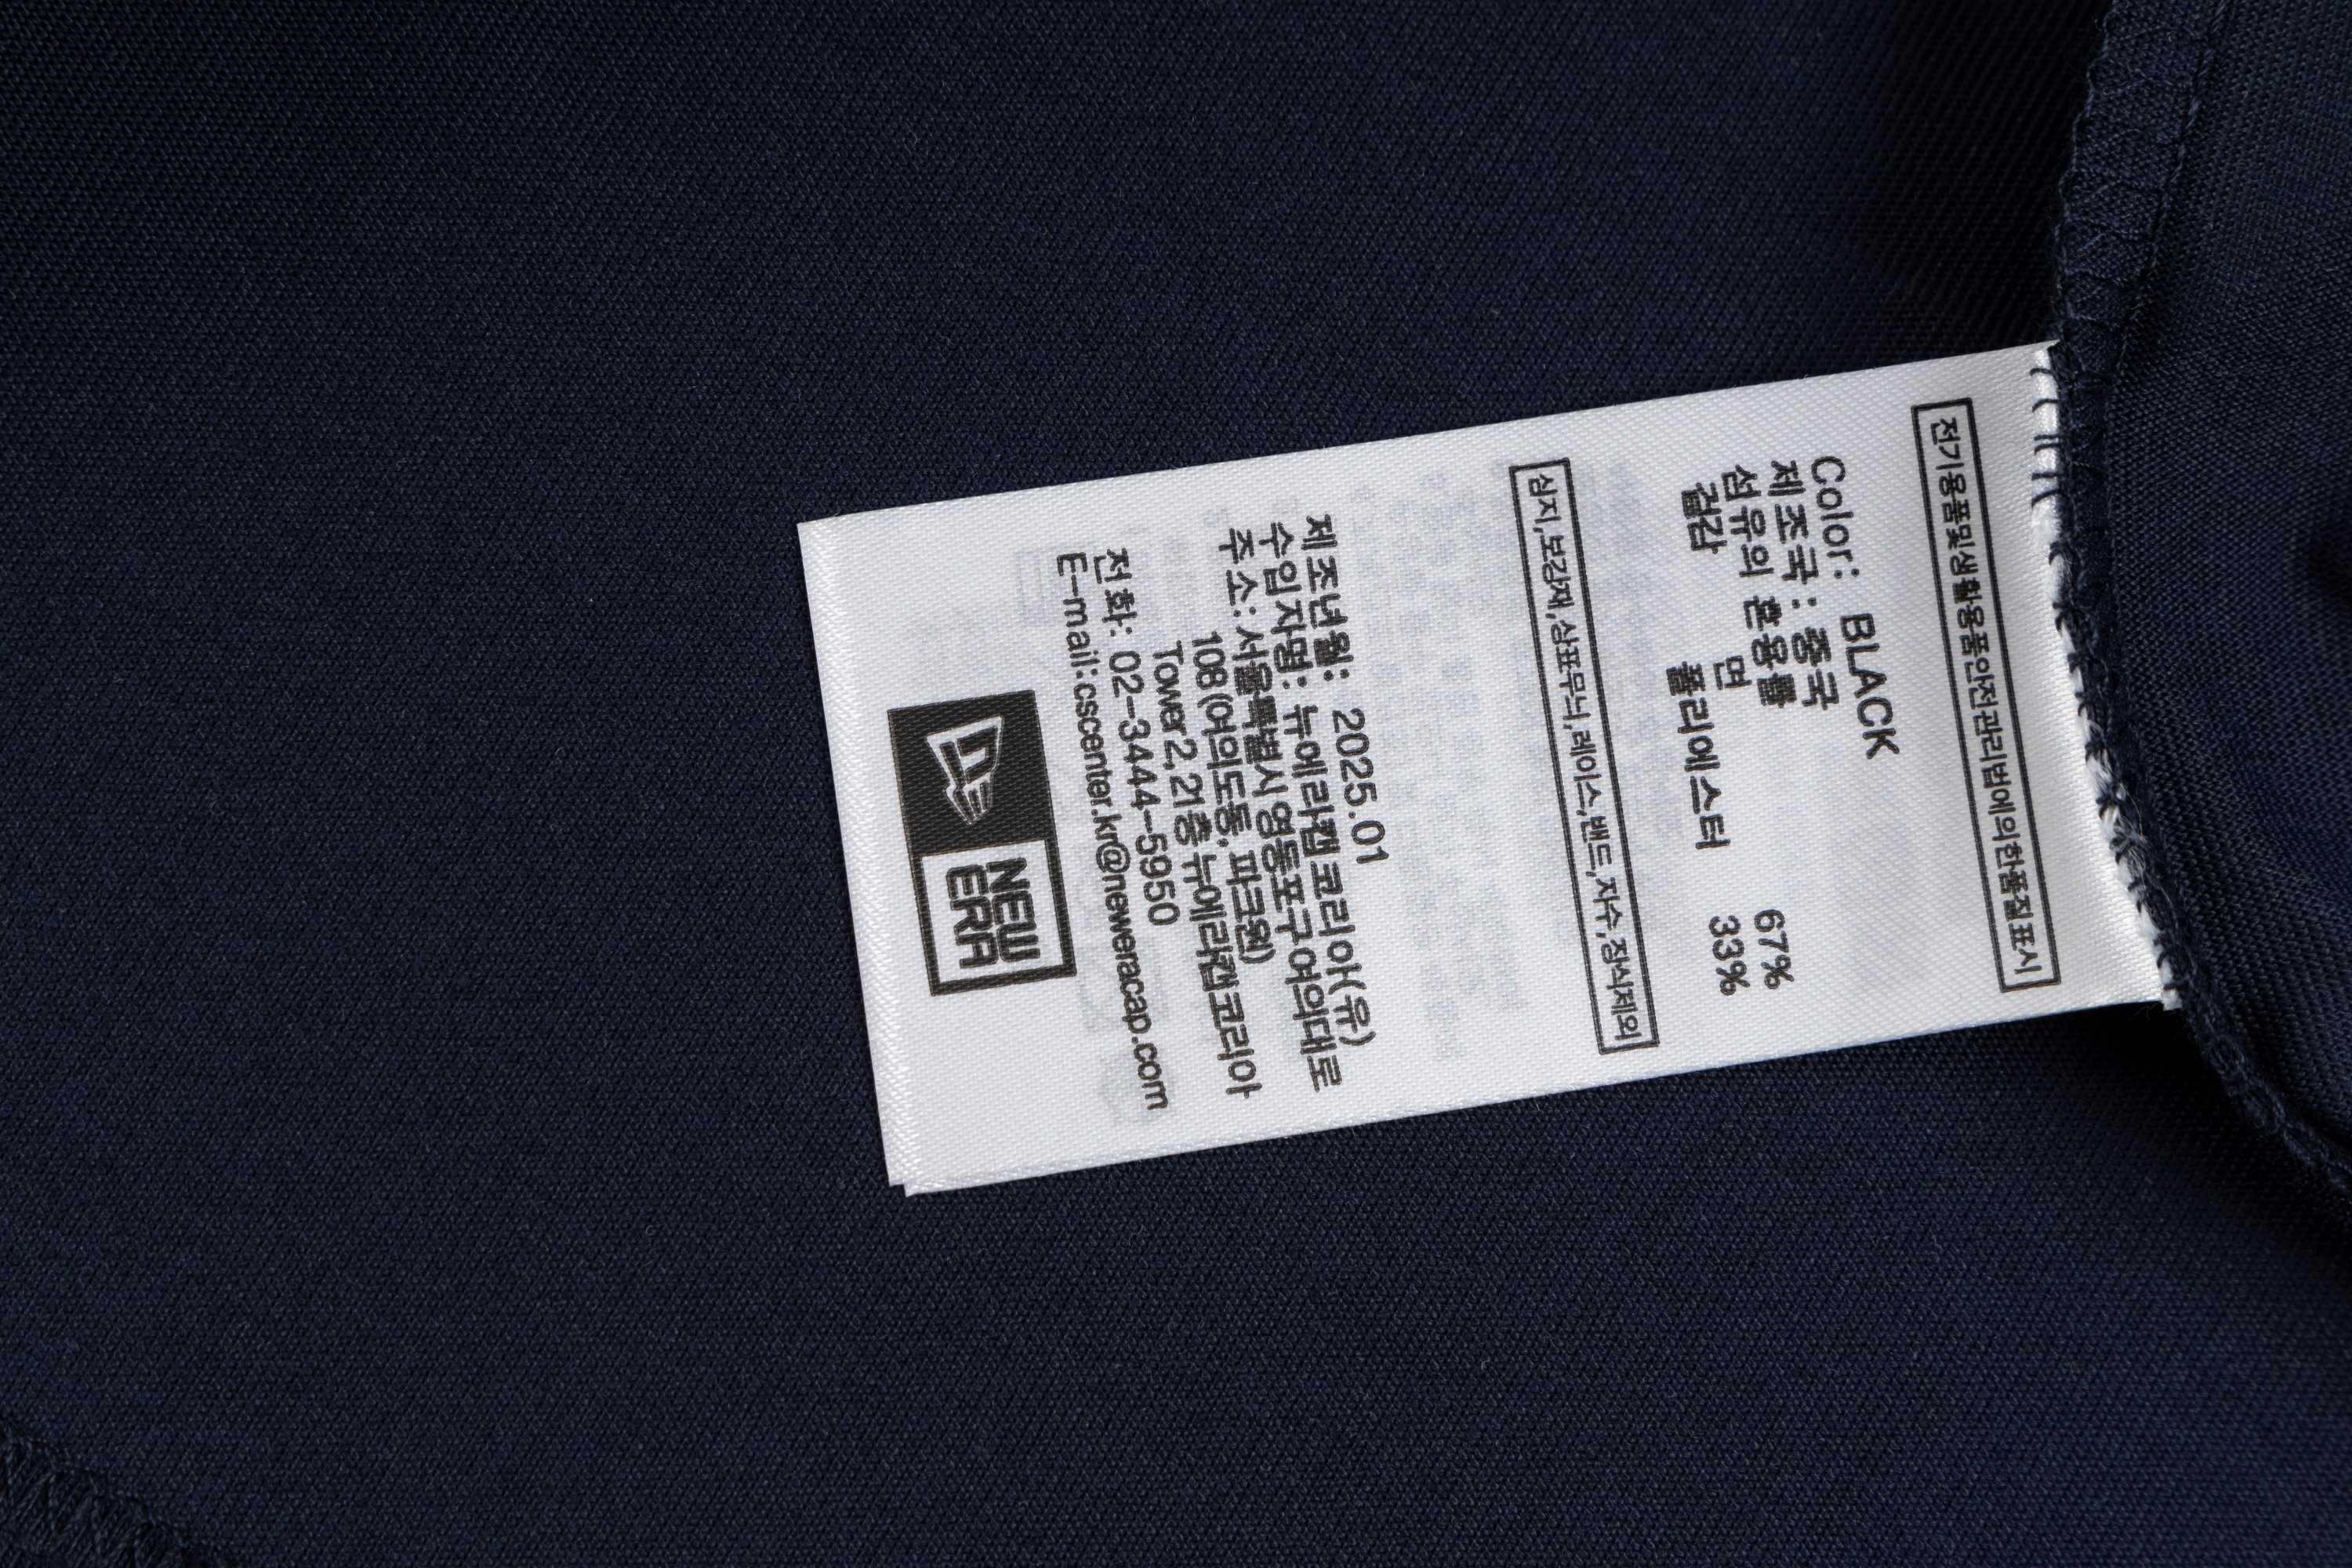 전기용품및생활용품안전관리법에의한품질표시
Color: BLACK
제조국 : 중국
섬유의 혼용률
겉감 면 67%
폴리에스터 33%
심지,보강재,상표무늬,레이스,밴드,자수,장식제외
제조년월: 2025.01
수입자명: 뉴에라캡코리아(유)
주소: 서울특별시 영등포구여의대로
108 (여의도동, 파크원)
Tower2,21층 뉴에라캡코리아
전화: 02-3444-5950
E-mail:cscenter.kr@neweracap.com
NEW
ERA